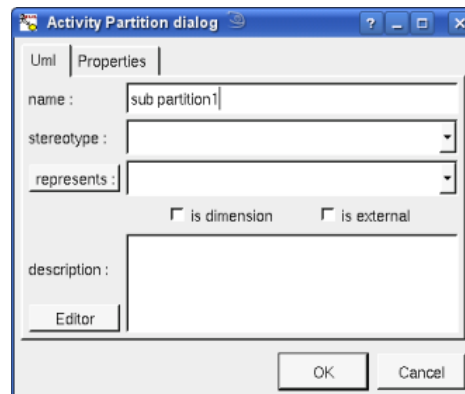 Activity Partition dialog
Uml Properties
name : sub partition1
stereotype :
represents :
is dimension is external
description :
Editor
OK Cancel